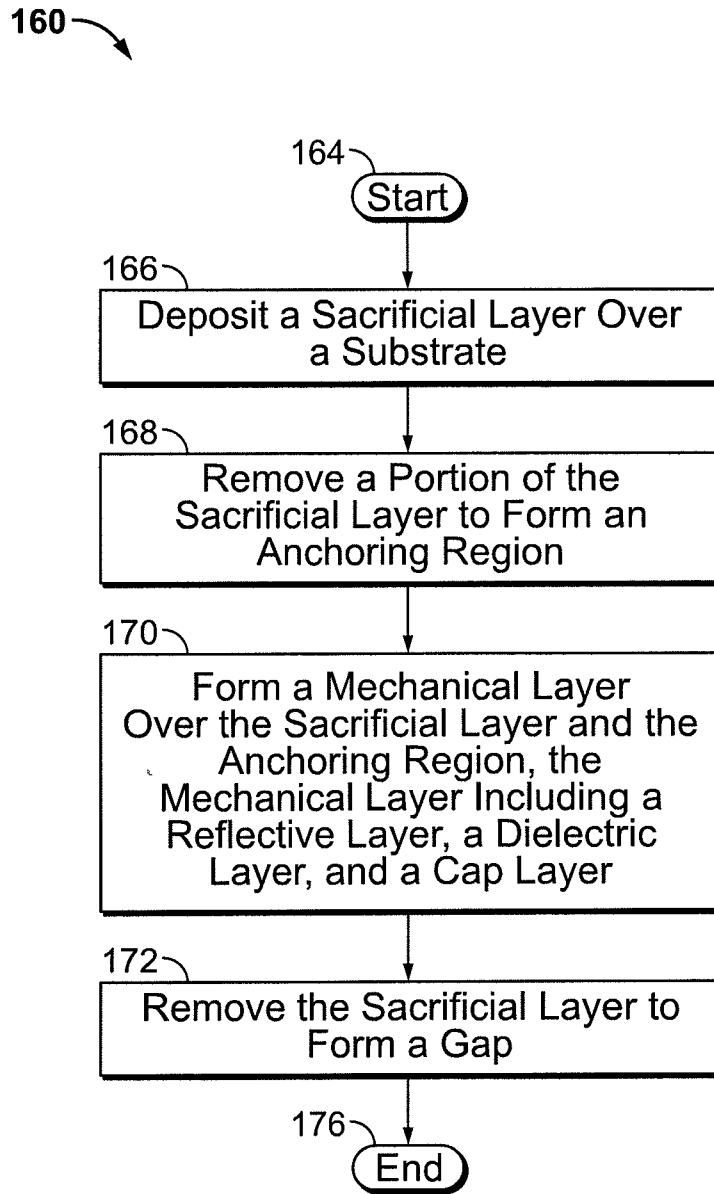 160
164
Start
166
Deposit a Sacrificial Layer Over
a Substrate
168
Remove a Portion of the
Sacrificial Layer to Form an
Anchoring Region
170
Form a Mechanical Layer
Over the Sacrificial Layer and the
Anchoring Region, the
Mechanical Layer Including a
Reflective Layer, a Dielectric
Layer, and a Cap Layer
172
Remove the Sacrificial Layer to
Form a Gap
176
End